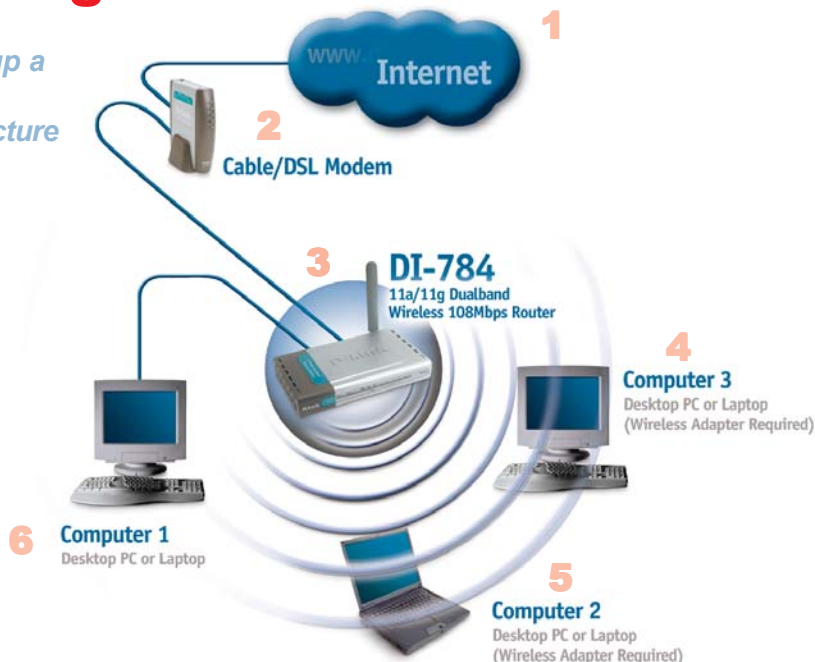 g
1
up a
www.
Internet
2
cture
Cable/DSL Modem
3
DI-784
11a/11g Dualband
Wireless 108Mbps Router
D-Link
4
Computer 3
Desktop PC or Laptop
(Wireless Adapter Required)
6
Computer 1
Desktop PC or Laptop
5
Computer 2
Desktop PC or Laptop
(Wireless Adapter Required)